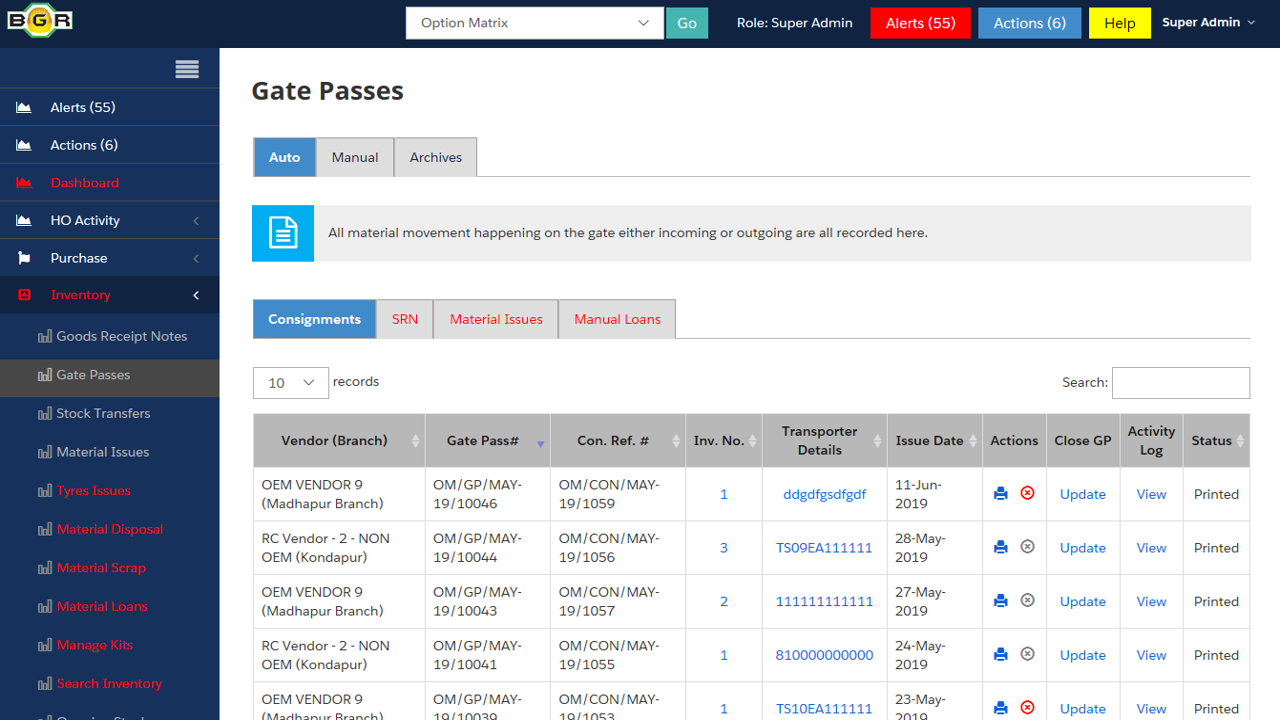 BGR
Option Matrix
Go
Role: Super Admin
Alerts (55)
Actions (6)
Help
Super Admin
Alerts (55)
Actions (6)
Dashboard
HO Activity
Purchase
Inventory
Goods Receipt Notes
Gate Passes
Stock Transfers
Material Issues
Tyres Issues
Material Disposal
Material Scrap
Material Loans
Manage Kits
Search Inventory
Gate Passes
Auto
Manual
Archives
All material movement happening on the gate either incoming or outgoing are all recorded here.
Consignments
SRN
Material Issues
Manual Loans
10
records
Search:
Vendor (Branch)
Gate Pass#
Con. Ref. #
Inv. No.
Transporter
Details
Issue Date
Actions
Close GP
Activity
Log
Status
OEM VENDOR 9
(Madhapur Branch)
OM/GP/MAY-
19/10046
OM/CON/MAY-
19/1059
1
ddgdfgsdfgdf
11-Jun-
2019
Update
View
Printed
RC Vendor - 2 - NON
OEM (Kondapur)
OM/GP/MAY-
19/10044
OM/CON/MAY-
19/1056
3
TS09EA111111
28-May-
2019
Update
View
Printed
OEM VENDOR 9
(Madhapur Branch)
OM/GP/MAY-
19/10043
OM/CON/MAY-
19/1057
2
111111111111
27-May-
2019
Update
View
Printed
RC Vendor - 2 - NON
OEM (Kondapur)
OM/GP/MAY-
19/10041
OM/CON/MAY-
19/1055
1
810000000000
24-May-
2019
Update
View
Printed
OEM VENDOR 9
(Madhapur Branch)
OM/GP/MAY-
19/10039
OM/CON/MAY-
19/1053
1
TS10EA111111
23-May-
2019
Update
View
Printed